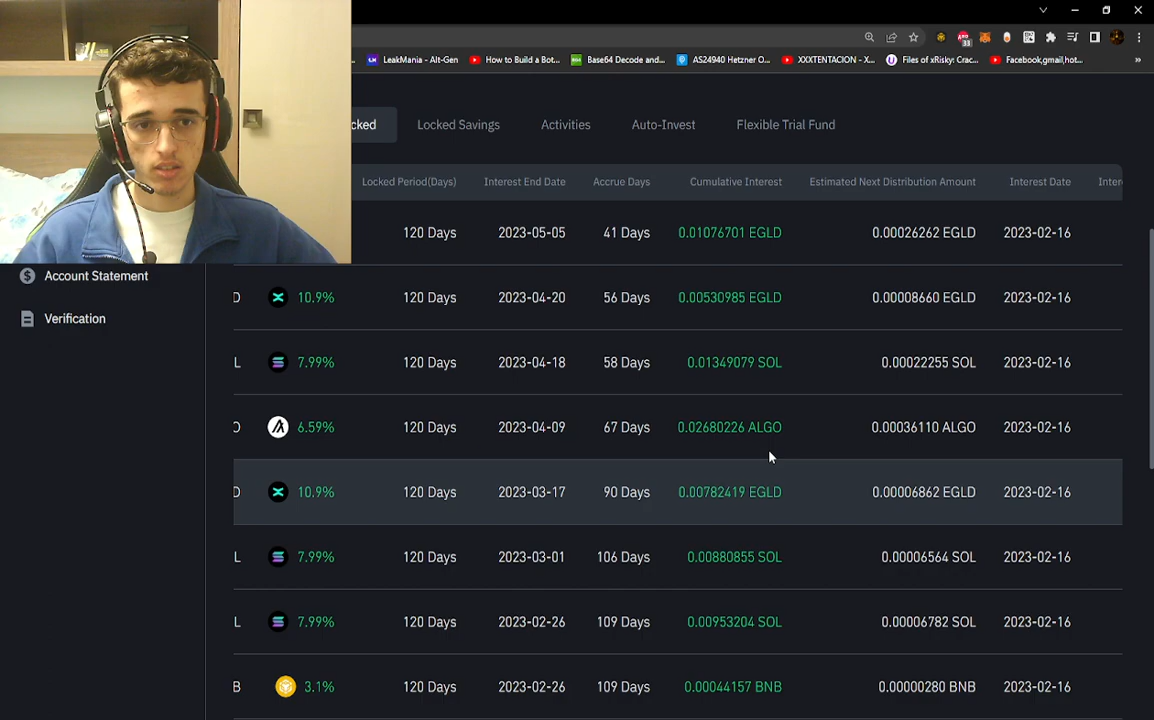 33
LeakMania - Alt-Gen How to Build a Bot... Base64 Decode and... AS24940 Hetzner O... XXXTENTACION - X... Files of xRisky: Crac... Facebook,gmail,hot... »
cked Locked Savings Activities Auto-Invest Flexible Trial Fund
Locked Period(Days) Interest End Date Accrue Days Cumulative Interest Estimated Next Distribution Amount Interest Date Inter
120 Days 2023-05-05 41 Days 0.01076701 EGLD 0.00026262 EGLD 2023-02-16
Account Statement
D 10.9% 120 Days 2023-04-20 56 Days 0.00530985 EGLD 0.00008660 EGLD 2023-02-16
Verification
L 7.99% 120 Days 2023-04-18 58 Days 0.01349079 SOL 0.00022255 SOL 2023-02-16
O 6.59% 120 Days 2023-04-09 67 Days 0.02680226 ALGO 0.00036110 ALGO 2023-02-16
D 10.9% 120 Days 2023-03-17 90 Days 0.00782419 EGLD 0.00006862 EGLD 2023-02-16
L 7.99% 120 Days 2023-03-01 106 Days 0.00880855 SOL 0.00006564 SOL 2023-02-16
L 7.99% 120 Days 2023-02-26 109 Days 0.00953204 SOL 0.00006782 SOL 2023-02-16
B 3.1% 120 Days 2023-02-26 109 Days 0.00044157 BNB 0.00000280 BNB 2023-02-16